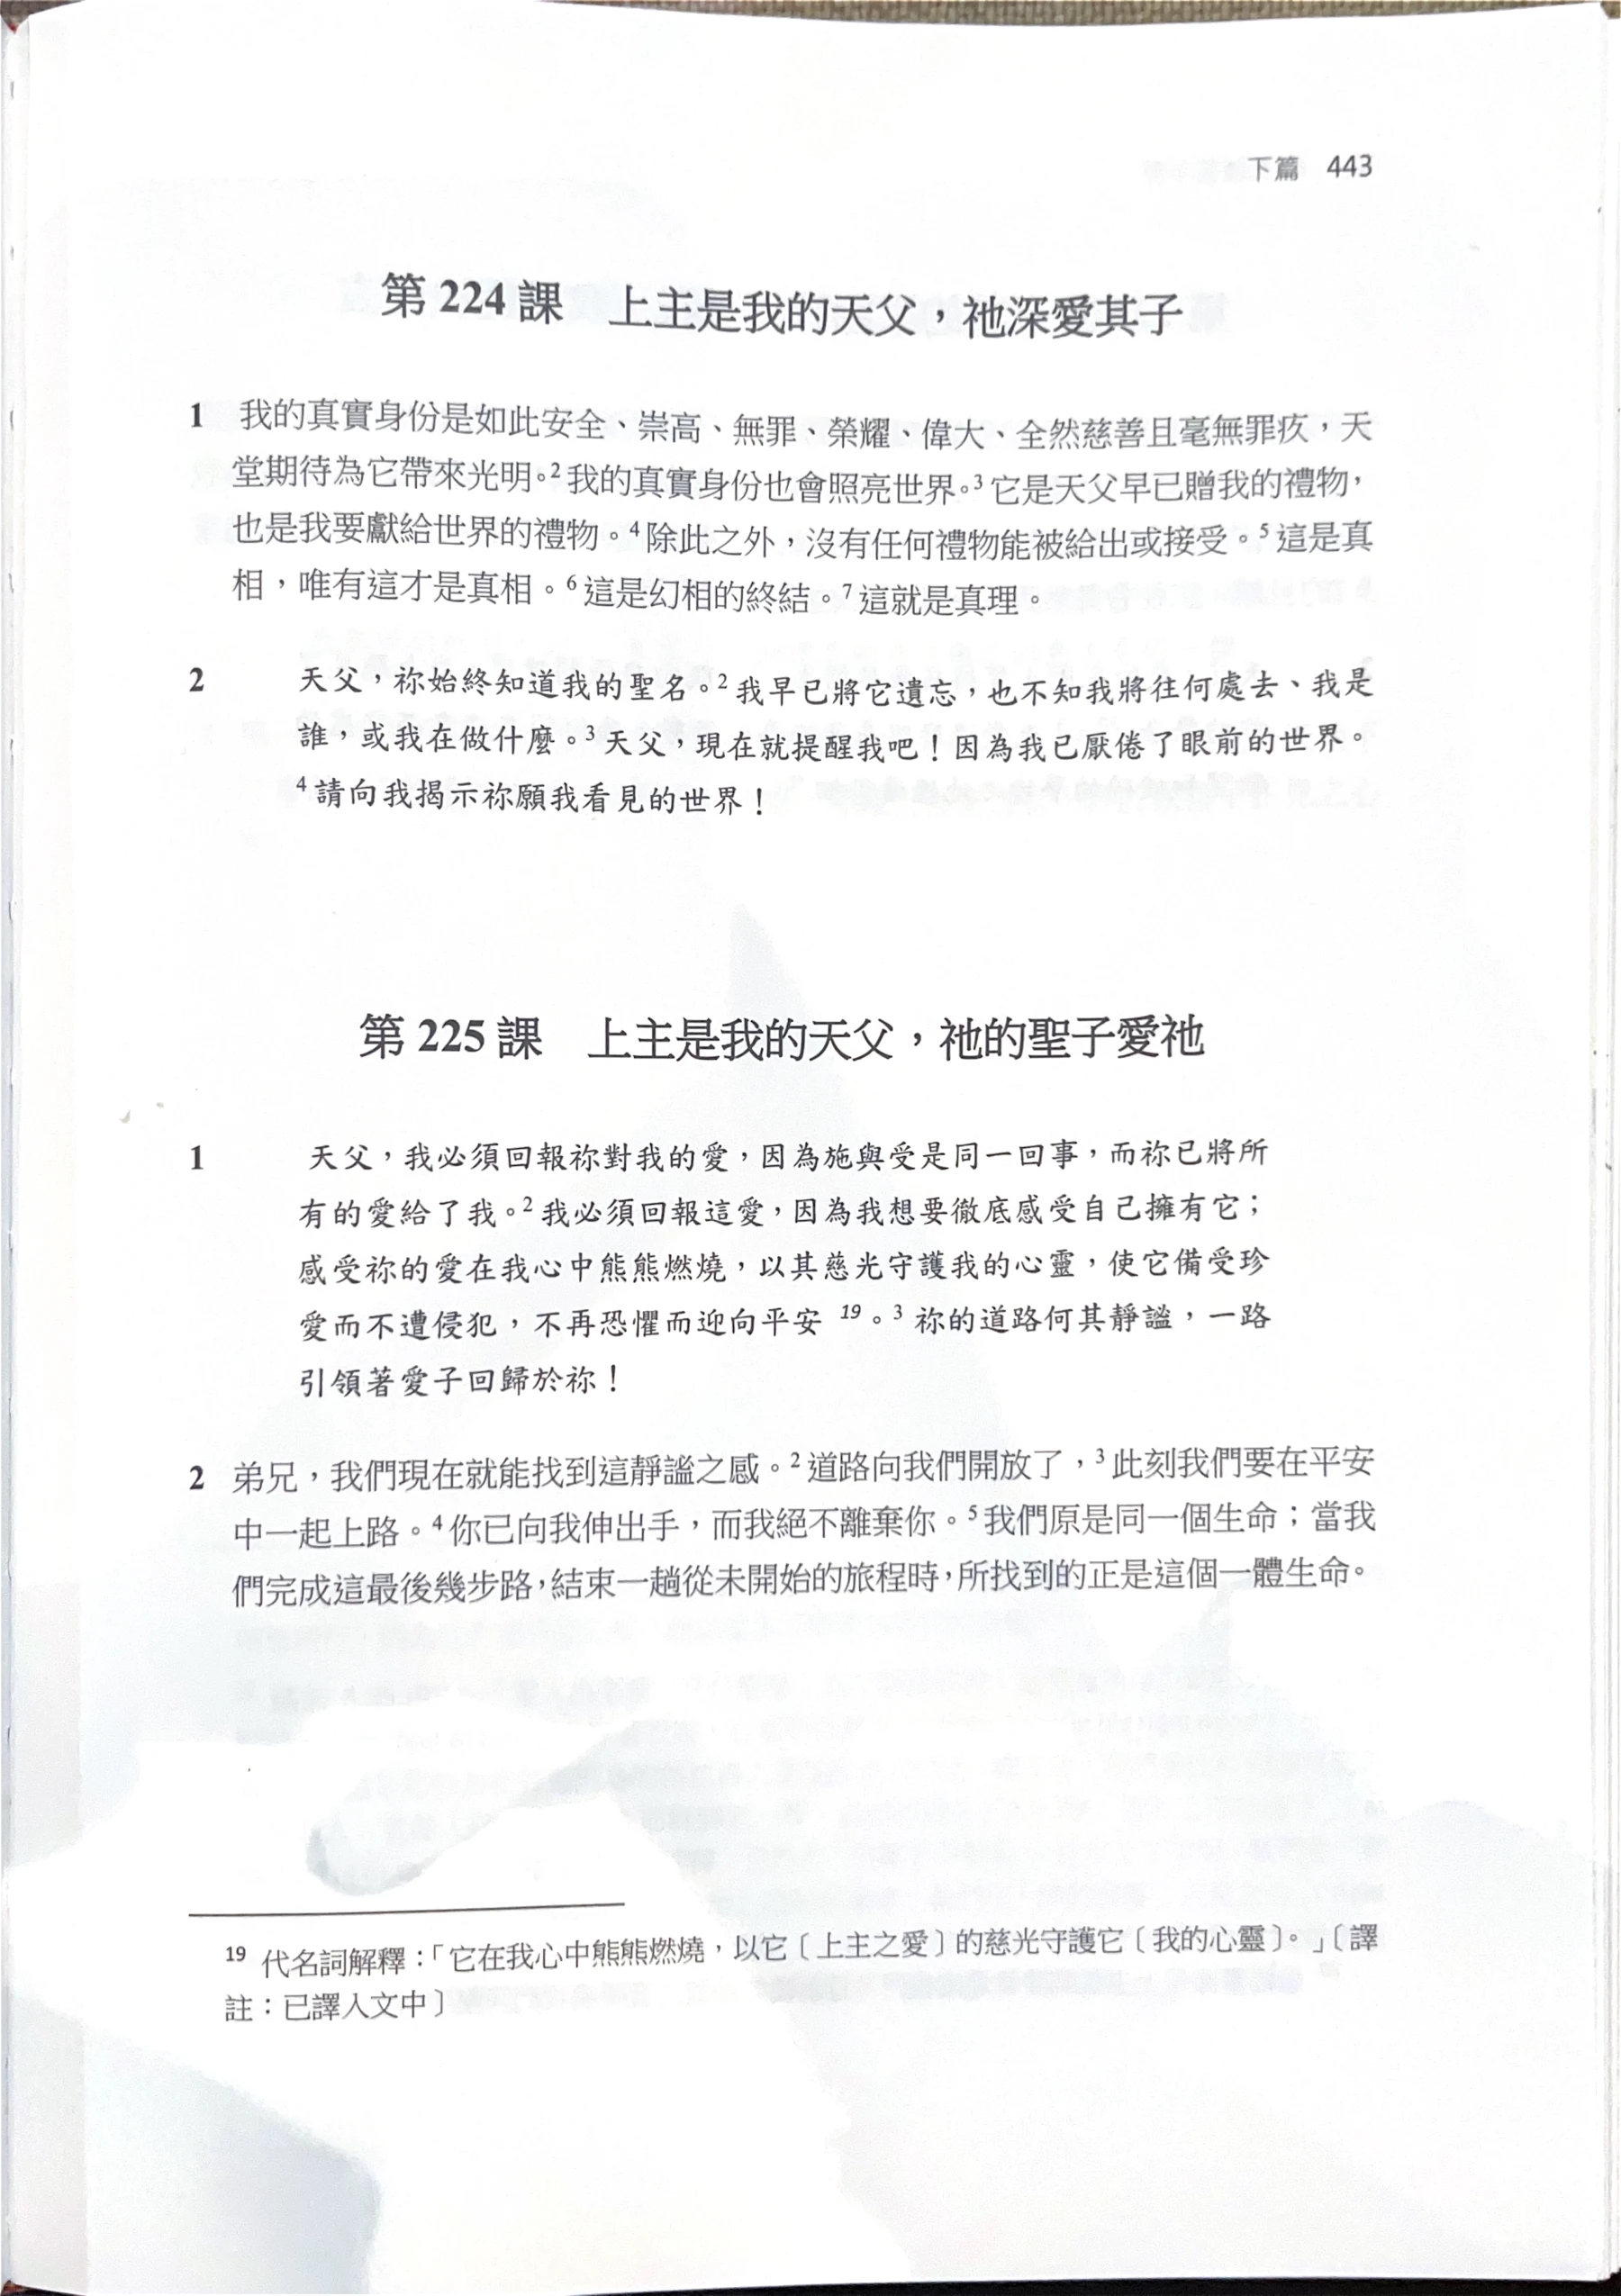 下篇 443
第 224 課 上主是我的天父，祂深愛其子
1 我的真實身份是如此安全、崇高、無罪、榮耀、偉大、全然慈善且毫無罪疚，天
堂期待為它帶來光明。2 我的真實身份也會照亮世界。3 它是天父早已贈我的禮物，
也是我要獻給世界的禮物。4 除此之外，沒有任何禮物能被給出或接受。5 這是真
相，唯有這才是真相。6 這是幻相的終結。7 這就是真理。
2 天父，祢始終知道我的聖名。2 我早已將它遺忘，也不知我將往何處去、我是
誰，或我在做什麼。3 天父，現在就提醒我吧！因為我已厭倦了眼前的世界。
4 請向我揭示祢願我看見的世界！
第 225 課 上主是我的天父，祂的聖子愛祂
1 天父，我必須回報祢對我的愛，因為施與受是同一回事，而祢已將所
有的愛給了我。2 我必須回報這愛，因為我想要徹底感受自己擁有它；
感受祢的愛在我心中熊熊燃燒，以其慈光守護我的心靈，使它備受珍
愛而不遭侵犯，不再恐懼而迎向平安 19。3 祢的道路何其靜謐，一路
引領著愛子回歸於祢！
2 弟兄，我們現在就能找到這靜謐之感。2 道路向我們開放了，3 此刻我們要在平安
中一起上路。4 你已向我伸出手，而我絕不離棄你。5 我們原是同一個生命；當我
們完成這最後幾步路，結束一趟從未開始的旅程時，所找到的正是這個一體生命。
19 代名詞解釋：「它在我心中熊熊燃燒，以它〔上主之愛〕的慈光守護它〔我的心靈〕。」〔譯
註：已譯入文中〕